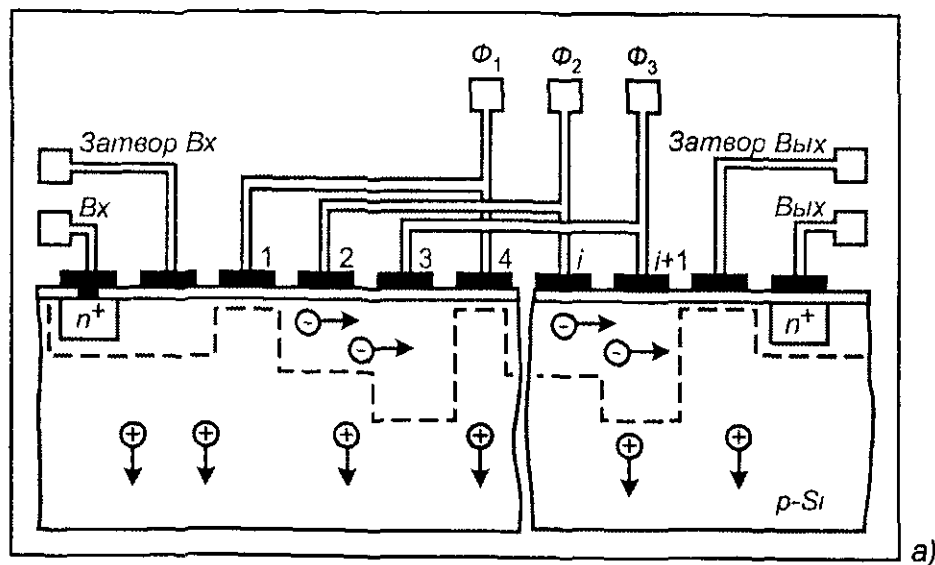 Ф₁ Ф₂ Ф₃
Затвор Вх
Затвор Вых
Вх
Вых
1 2 3 4 i i+1
n⁺ n⁺
- -
- -
+ + + +
+ +
p-Si
а)